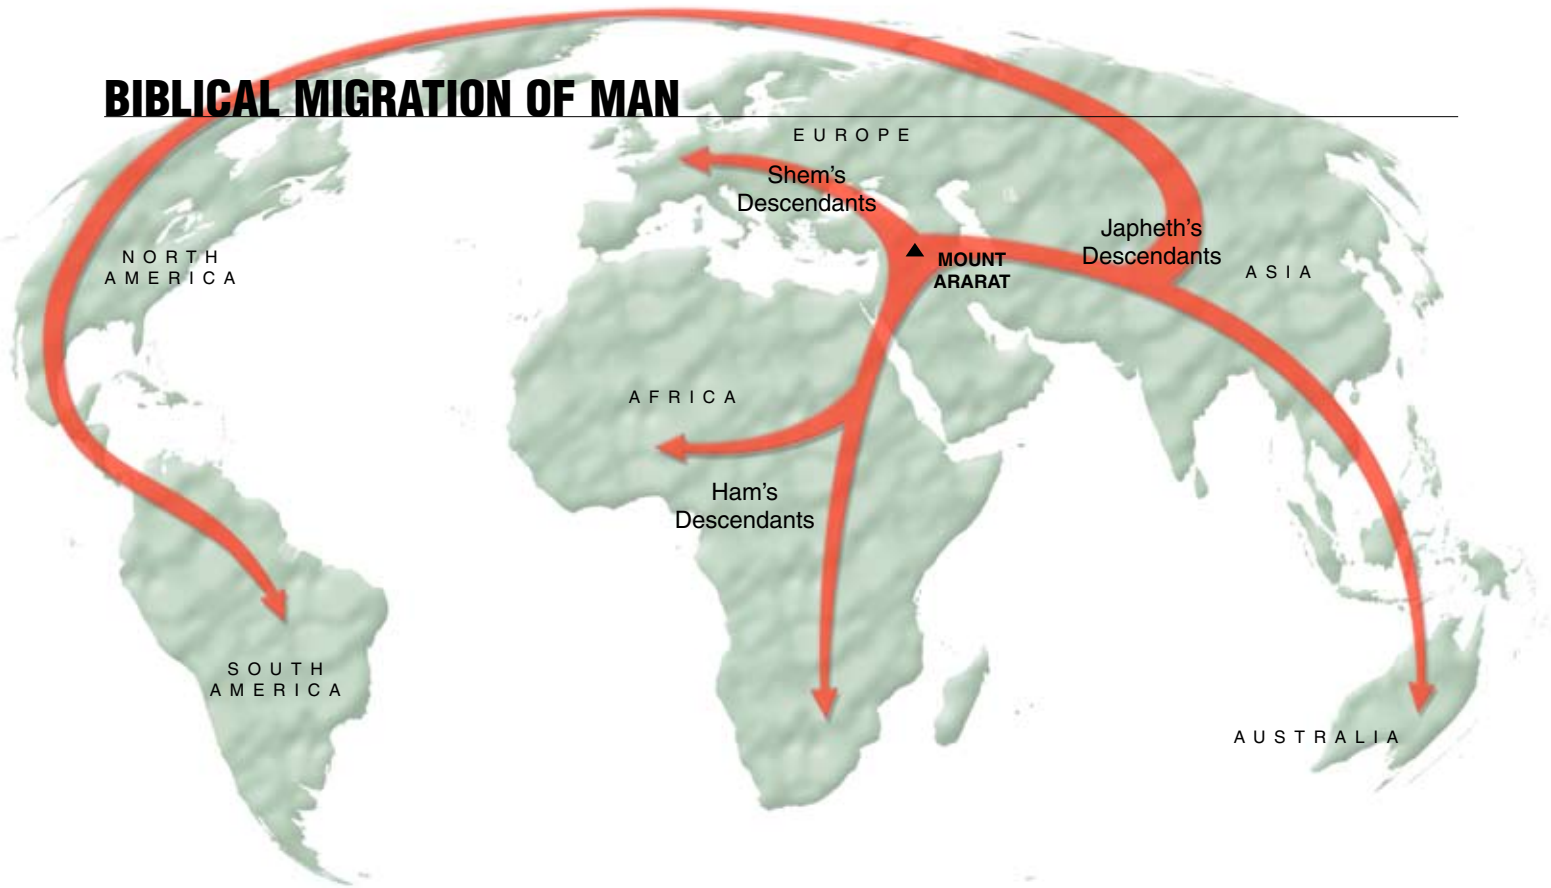 BIBLICAL MIGRATION OF MAN
EUROPE
Shem’s
Descendants
Japheth’s
Descendants
NORTH
AMERICA
MOUNT
ARARAT
ASIA
AFRICA
Ham’s
Descendants
SOUTH
AMERICA
AUSTRALIA